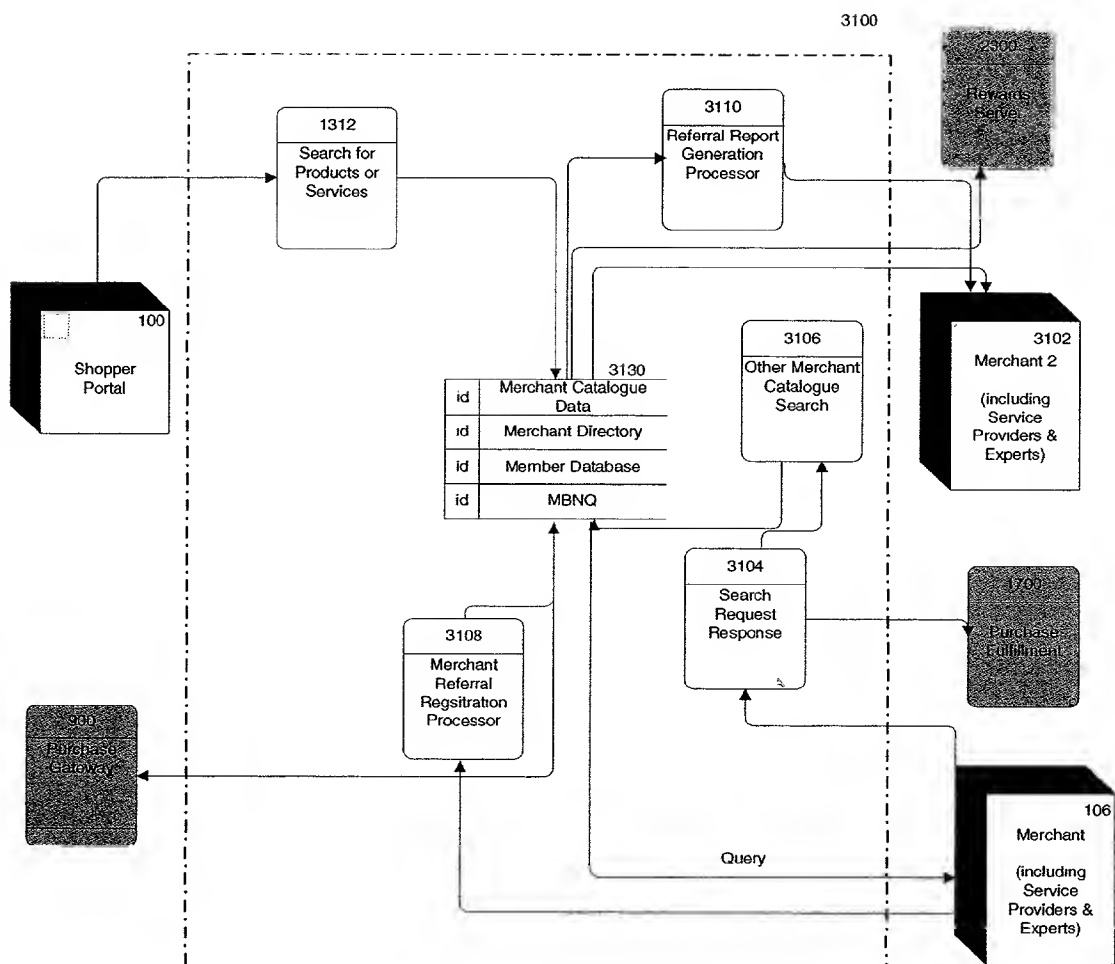 3100
2300
Rewards
Server
1312
Search for
Products or
Services
3110
Referral Report
Generation
Processor
100
Shopper
Portal
3102
Merchant 2
(including
Service
Providers &
Experts)
3106
Other Merchant
Catalogue
Search
3130
id Merchant Catalogue
Data
id Merchant Directory
id Member Database
id MBNQ
3104
Search
Request
Response
1700
Purchase
Fulfillment
3108
Merchant
Referral
Regsitration
Processor
900
Purchase
Gateway
Query
106
Merchant
(including
Service
Providers &
Experts)